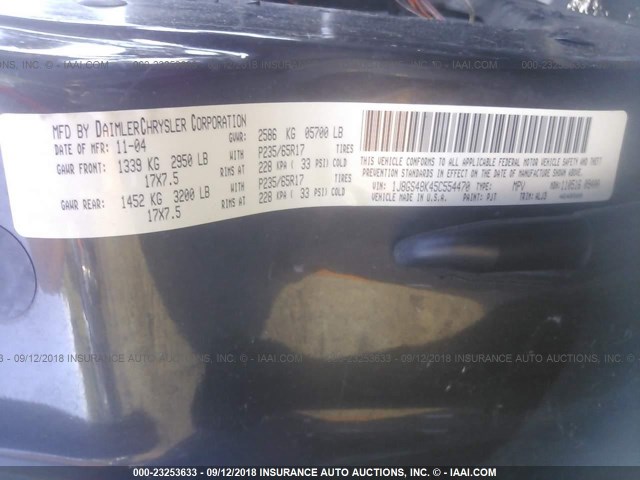 MFD BY DAIMLERCHRYSLER CORPORATION
DATE OF MFR: 11-04 GVWR: 2586 KG 05700 LB
GAWR FRONT: 1339 KG 2950 LB WITH P235/65R17 TIRES
17X7.5 RIMS AT 228 KPA ( 33 PSI) COLD
GAWR REAR: 1452 KG 3200 LB WITH P235/65R17 TIRES
17X7.5 RIMS AT 228 KPA ( 33 PSI) COLD
THIS VEHICLE CONFORMS TO ALL APPLICABLE FEDERAL MOTOR VEHICLE SAFETY AND THEFT
PREVENTION STANDARDS IN EFFECT ON THE DATE OF MANUFACTURE SHOWN ABOVE.
VIN: TYPE: MPV
VEHICLE MADE IN U.S.A. PAINT: PJT TRIM:
000-23253633 - 09/12/2018 INSURANCE AUTO AUCTIONS, INC. - © - IAAI.COM